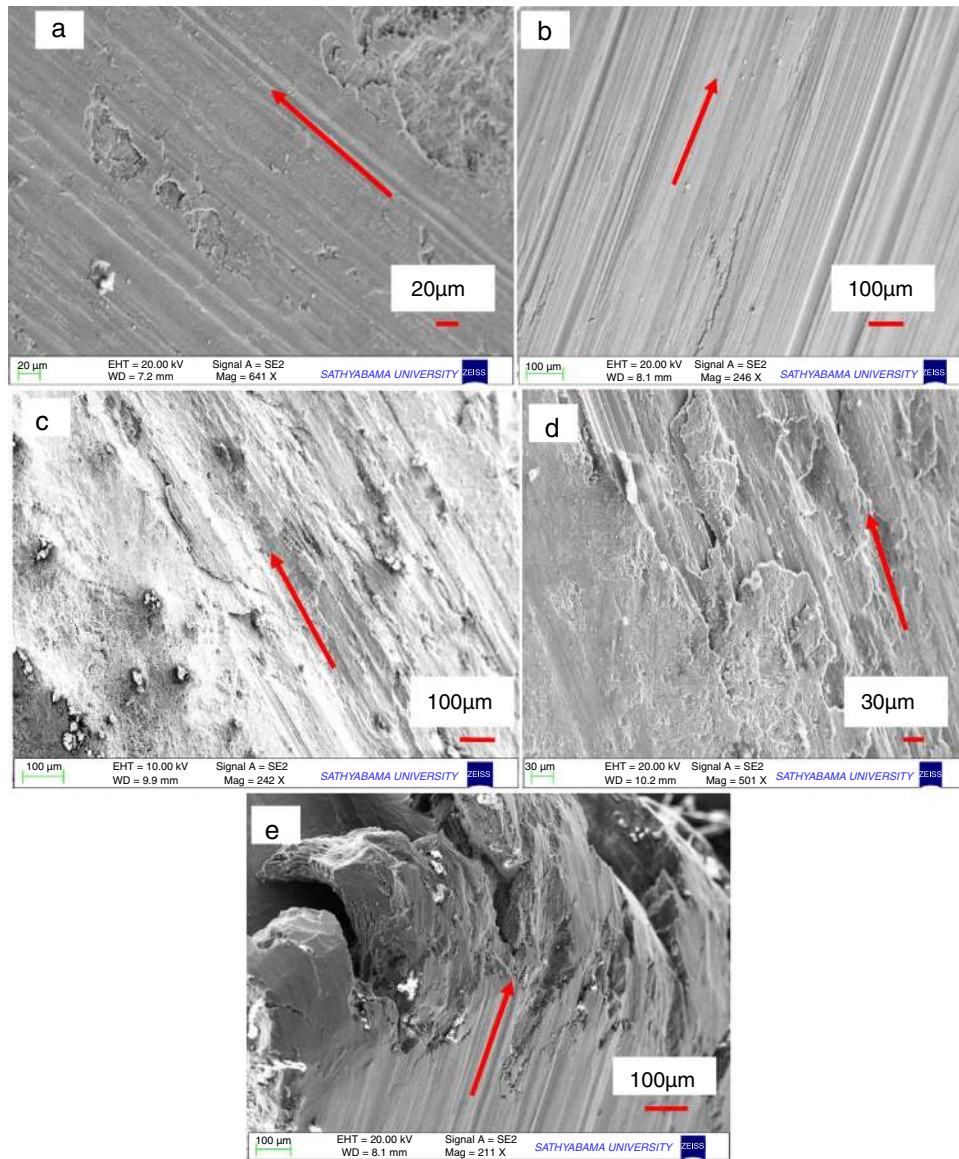 a
20µm
20 µm
EHT = 20.00 kV
WD = 7.2 mm
Signal A = SE2
Mag = 641 X
SATHYABAMA UNIVERSITY
ZEISS
b
100µm
100 µm
EHT = 20.00 kV
WD = 8.1 mm
Signal A = SE2
Mag = 246 X
SATHYABAMA UNIVERSITY
ZEISS
c
100µm
100 µm
EHT = 10.00 kV
WD = 9.9 mm
Signal A = SE2
Mag = 242 X
SATHYABAMA UNIVERSITY
ZEISS
d
30µm
30 µm
EHT = 20.00 kV
WD = 10.2 mm
Signal A = SE2
Mag = 501 X
SATHYABAMA UNIVERSITY
ZEISS
e
100µm
100 µm
EHT = 20.00 kV
WD = 8.1 mm
Signal A = SE2
Mag = 211 X
SATHYABAMA UNIVERSITY
ZEISS